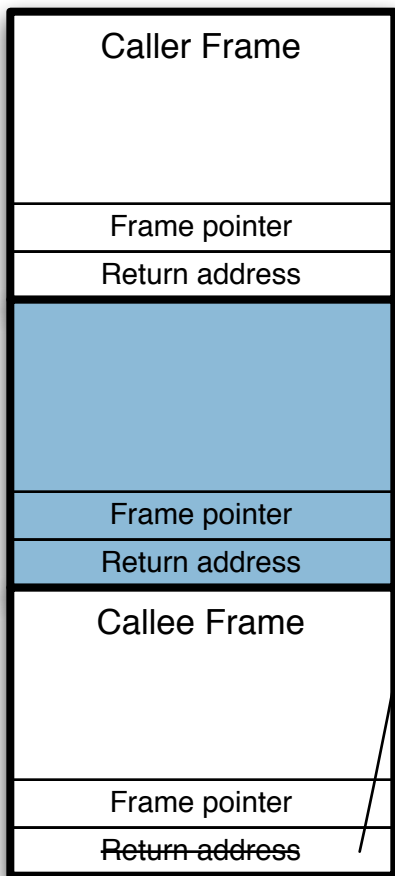 Caller Frame
Frame pointer
Return address
Frame pointer
Return address
Callee Frame
Frame pointer
Return address